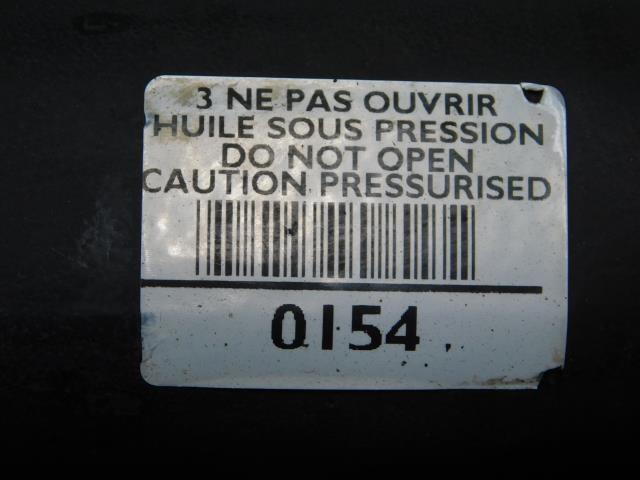 3 NE PAS OUVRIR
HUILE SOUS PRESSION
DO NOT OPEN
CAUTION PRESSURISED
0154